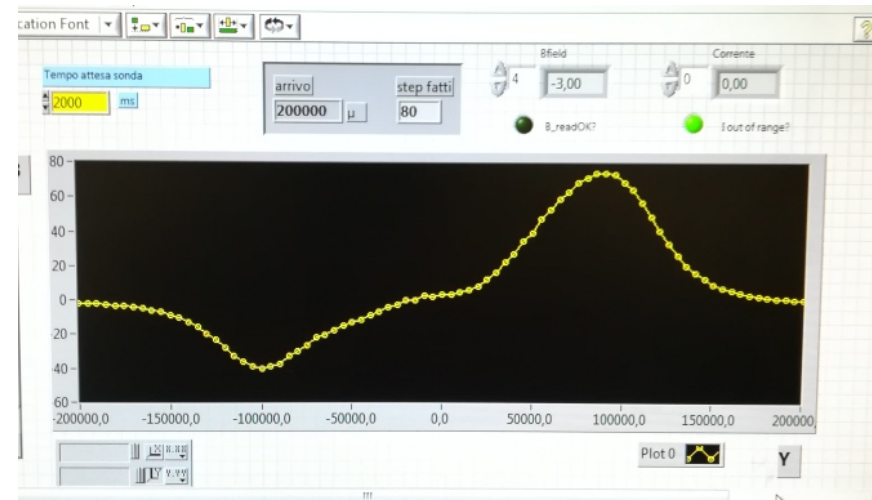 cation Font
Tempo attesa sonda
2000 ms
arrivo
200000 µ
step fatti
80
Bfield
4 -3,00
B_readOK?
Corrente
0 0,00
I out of range?
80
60
40
20
0
-20
-40
-60
-200000,0 -150000,0 -100000,0 -50000,0 0,0 50000,0 100000,0 150000,0 200000,
Plot 0
Y